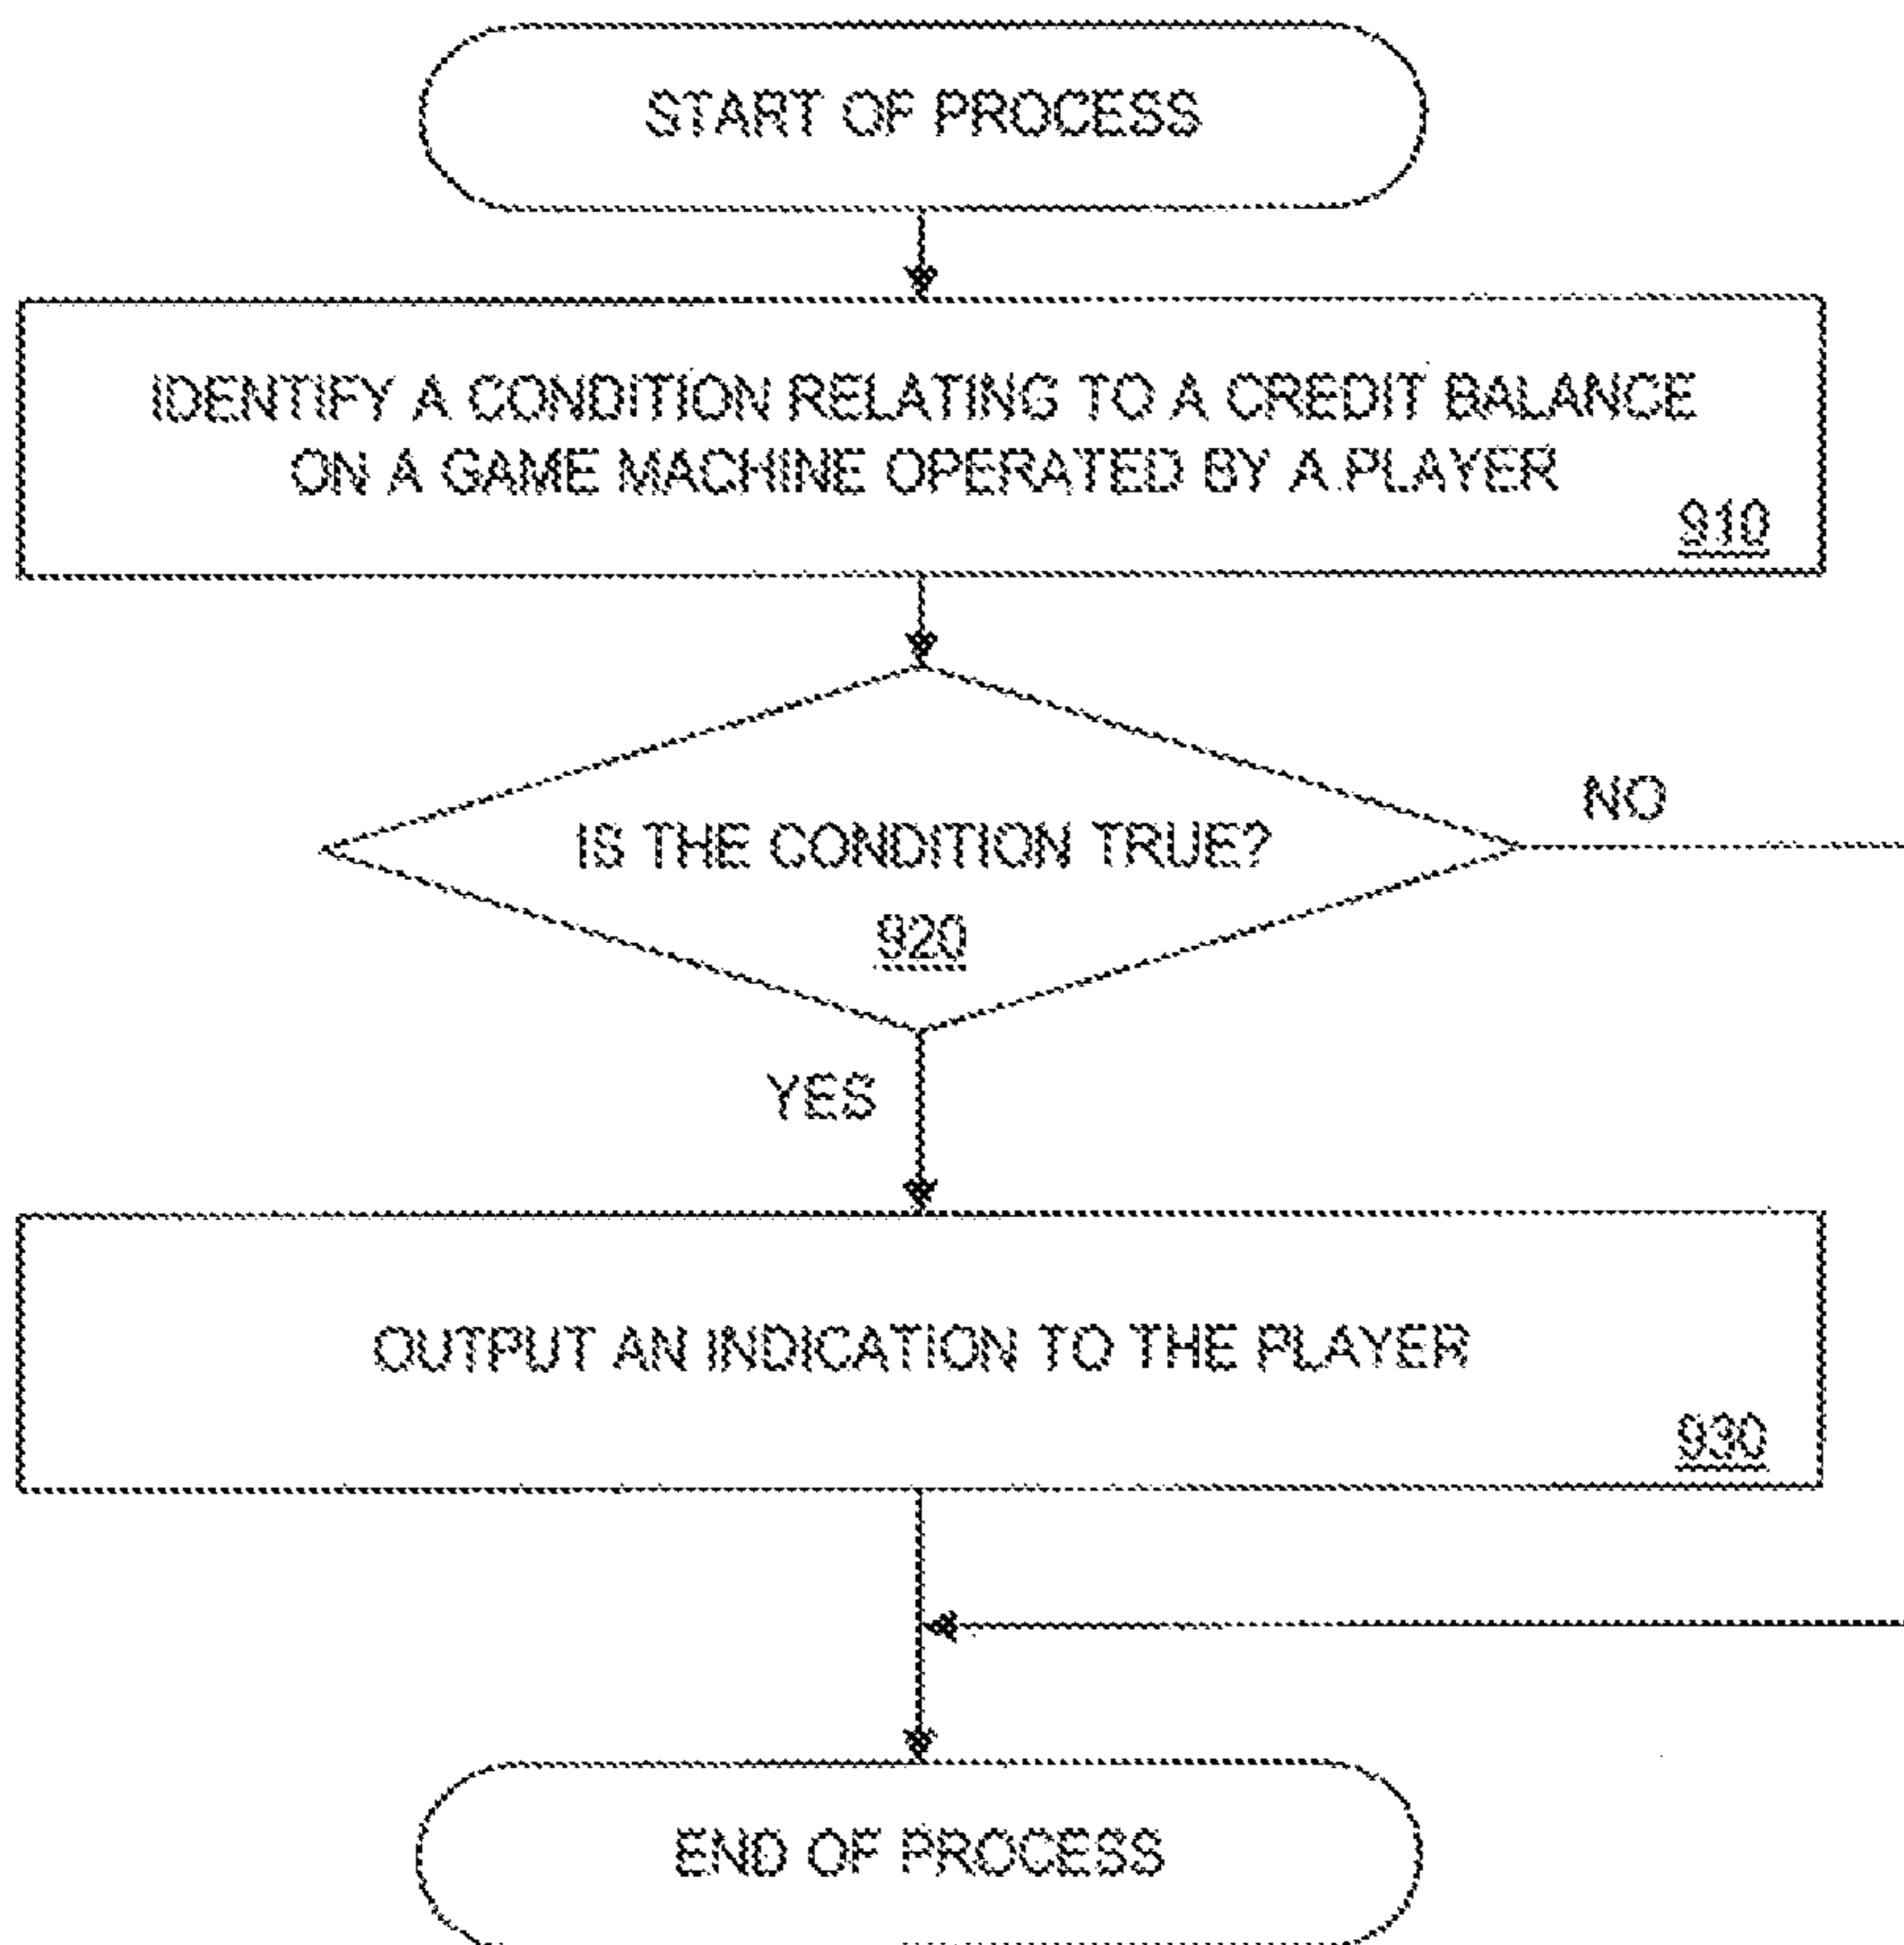 START OF PROCESS
IDENTIFY A CONDITION RELATING TO A CREDIT BALANCE
ON A GAME MACHINE OPERATED BY A PLAYER
910
IS THE CONDITION TRUE?
920
NO
YES
OUTPUT AN INDICATION TO THE PLAYER
930
END OF PROCESS